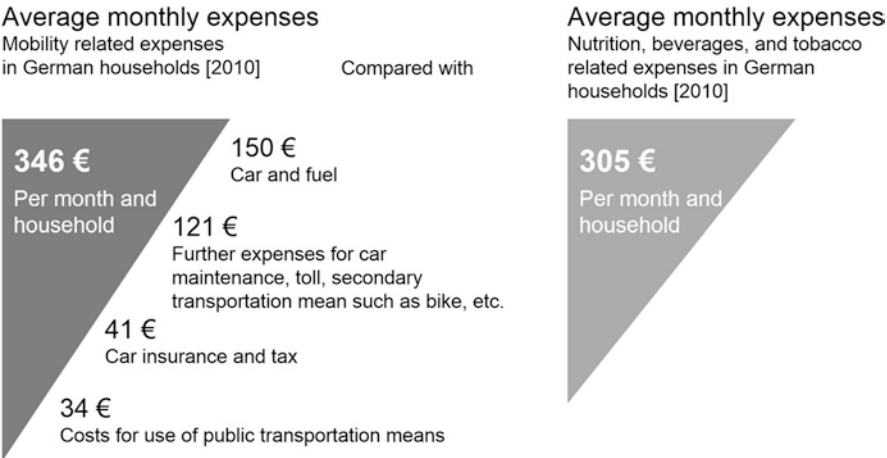 Average monthly expenses
Mobility related expenses
in German households [2010]
Compared with
346 €
Per month and
household
150 €
Car and fuel
121 €
Further expenses for car
maintenance, toll, secondary
transportation mean such as bike, etc.
41 €
Car insurance and tax
34 €
Costs for use of public transportation means
Average monthly expenses
Nutrition, beverages, and tobacco
related expenses in German
households [2010]
305 €
Per month and
household